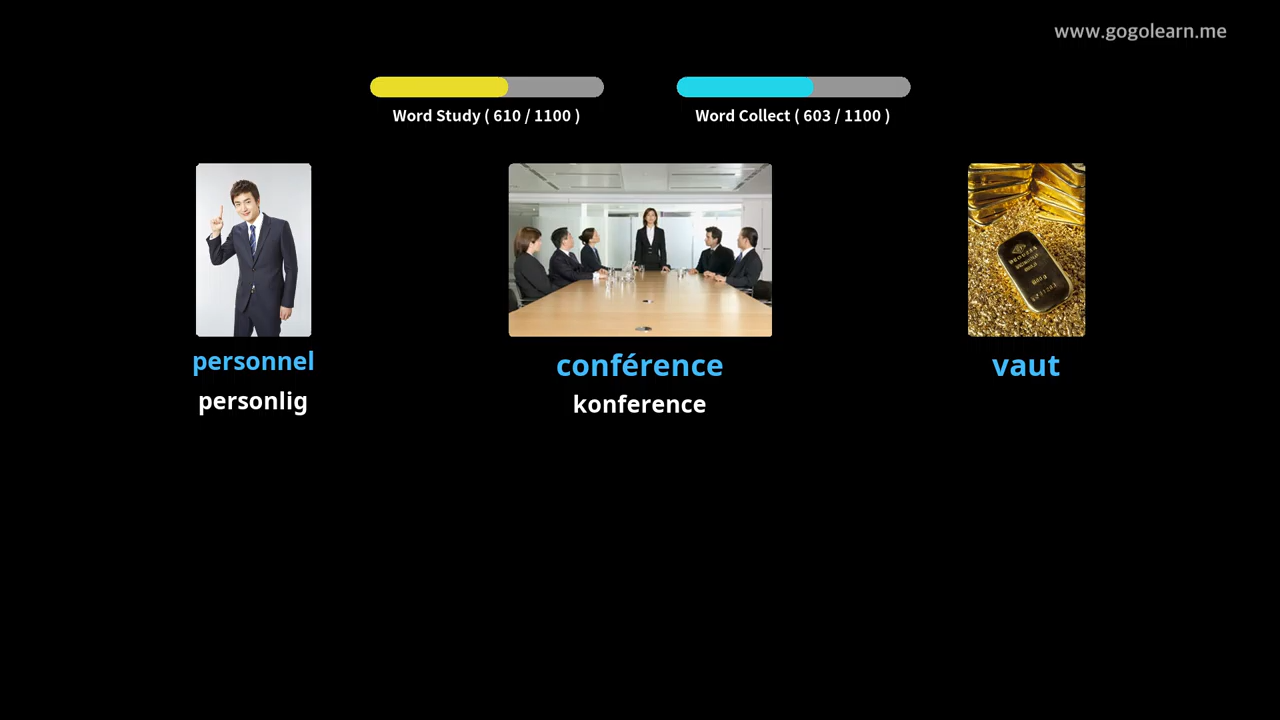 www.gogolearn.me
Word Study ( 610 / 1100 )
Word Collect ( 603 / 1100 )
personnel
conférence
vaut
personlig
konference